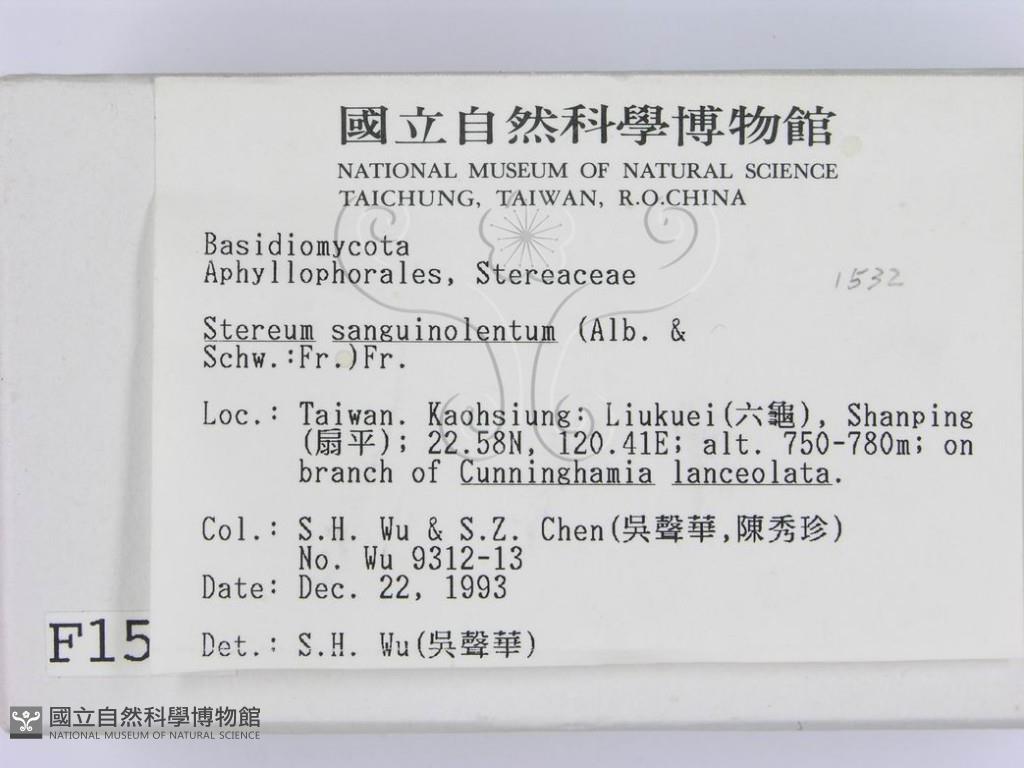 國立自然科學博物館
NATIONAL MUSEUM OF NATURAL SCIENCE
TAICHUNG, TAIWAN, R.O.CHINA
Basidiomycota
Aphyllophorales, Stereaceae
1532
Stereum sanguinolentum (Alb. &
Schw.:Fr.)Fr.
Loc.: Taiwan. Kaohsiung: Liukuei(六龜), Shanping
(扇平); 22.58N, 120.41E; alt. 750-780m; on
branch of Cunninghamia lanceolata.
Col.: S.H. Wu & S.Z. Chen(吳聲華,陳秀珍)
No. Wu 9312-13
Date: Dec. 22, 1993
Det.: S.H. Wu(吳聲華)
F15
國立自然科學博物館
NATIONAL MUSEUM OF NATURAL SCIENCE